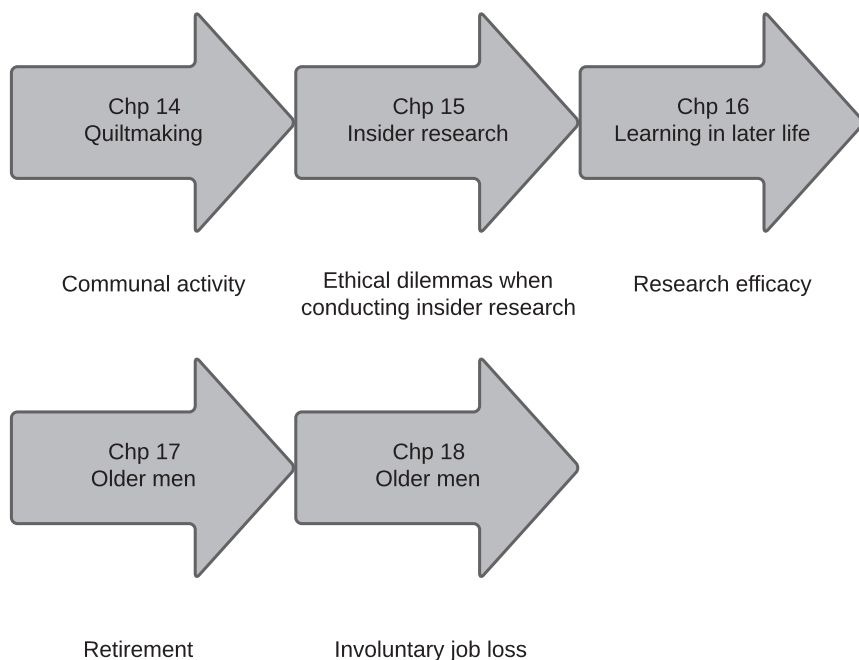 Chp 14
Quiltmaking
Chp 15
Insider research
Chp 16
Learning in later life
Communal activity
Ethical dilemmas when
conducting insider research
Research efficacy
Chp 17
Older men
Chp 18
Older men
Retirement
Involuntary job loss